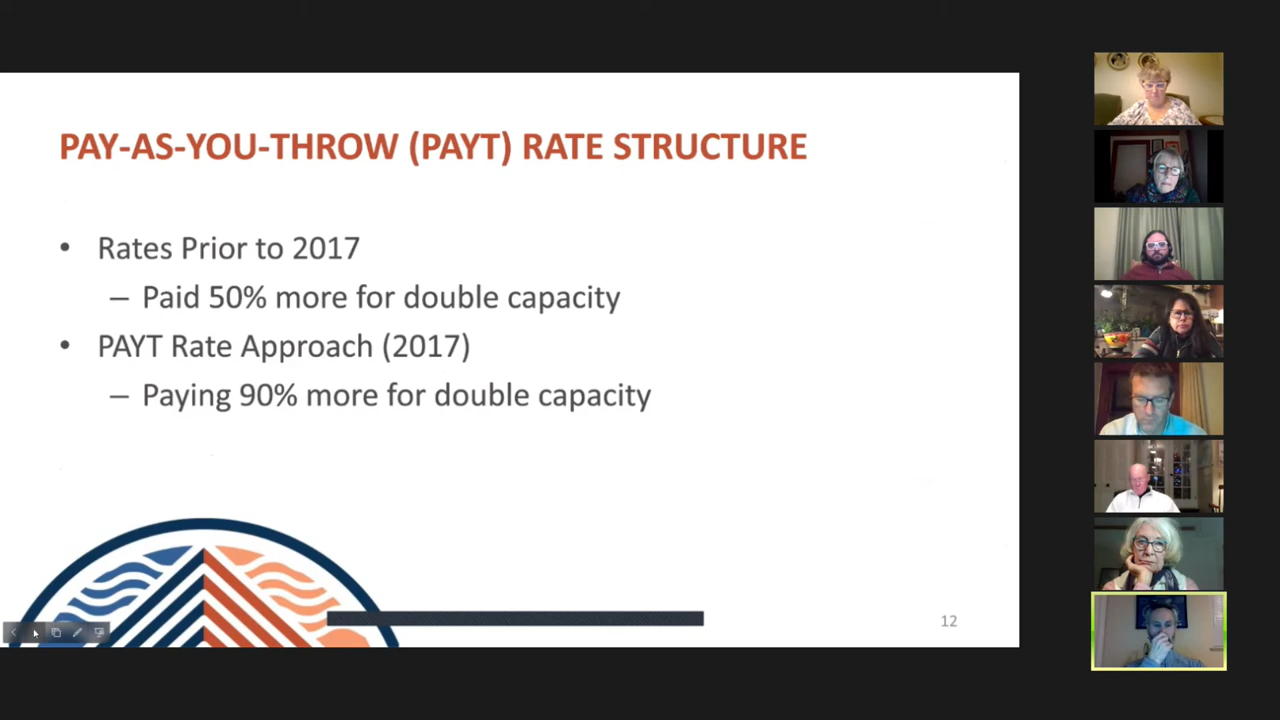 PAY-AS-YOU-THROW (PAYT) RATE STRUCTURE
• Rates Prior to 2017
– Paid 50% more for double capacity
• PAYT Rate Approach (2017)
– Paying 90% more for double capacity
12